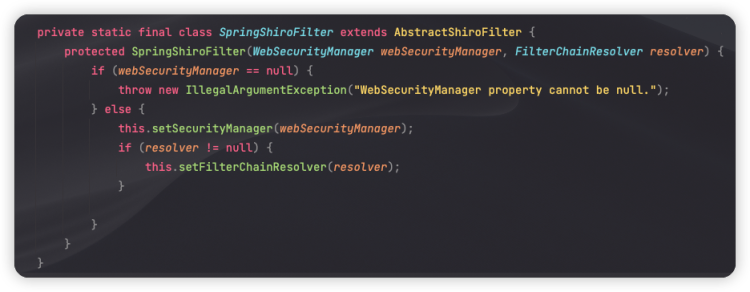 private static final class SpringShiroFilter extends AbstractShiroFilter {
    protected SpringShiroFilter(WebSecurityManager webSecurityManager, FilterChainResolver resolver) {
        if (webSecurityManager == null) {
            throw new IllegalArgumentException("WebSecurityManager property cannot be null.");
        } else {
            this.setSecurityManager(webSecurityManager);
            if (resolver != null) {
                this.setFilterChainResolver(resolver);
            }

        }
    }
}